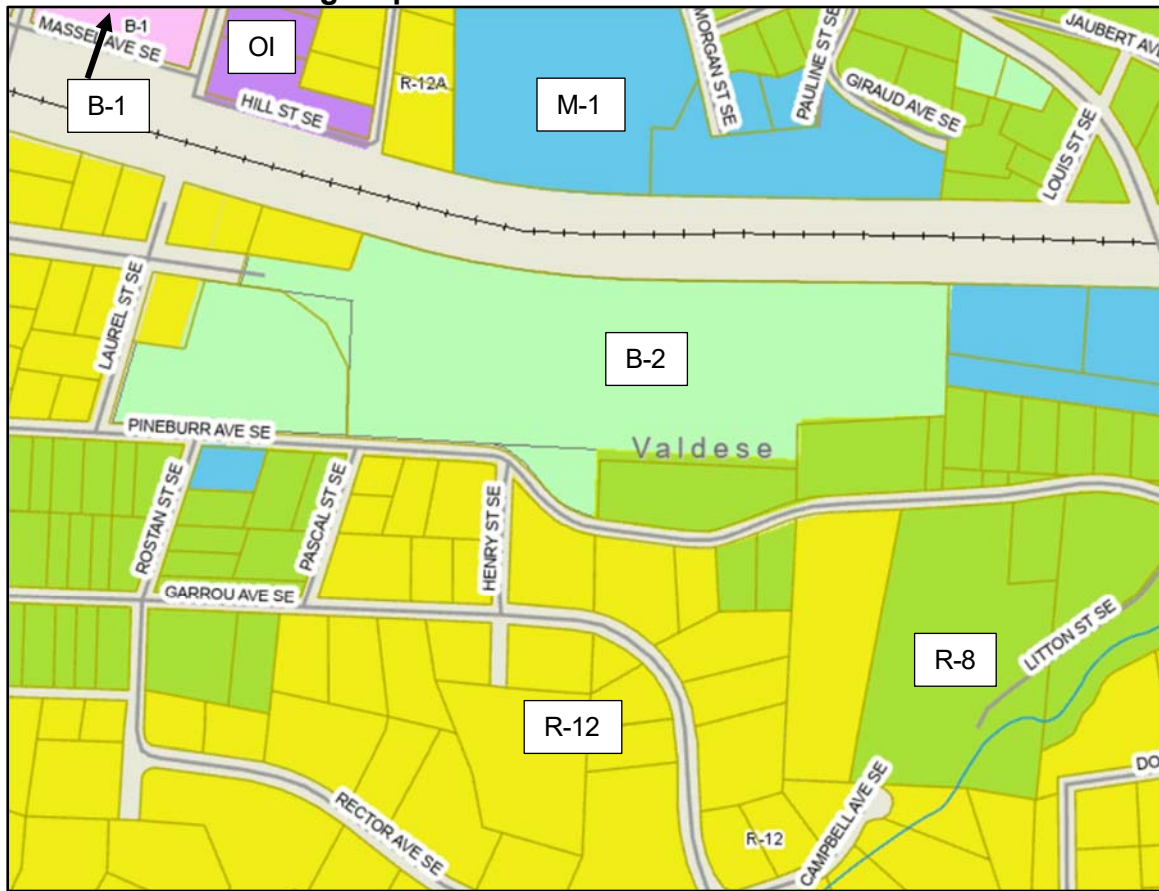 MASSEL AVE SE
B-1
OI
B-1
HILL ST SE
R-12A
M-1
MORGAN ST SE
PAULINE ST SE
GIRAUD AVE SE
JAUBERT AVE
LOUIS ST SE
LAUREL ST SE
B-2
PINEBURR AVE SE
Valdese
ROSTAN ST SE
PASCAL ST SE
HENRY ST SE
GARROU AVE SE
LITTON ST SE
R-8
R-12
DO
RECTOR AVE SE
R-12
CAMPBELL AVE SE